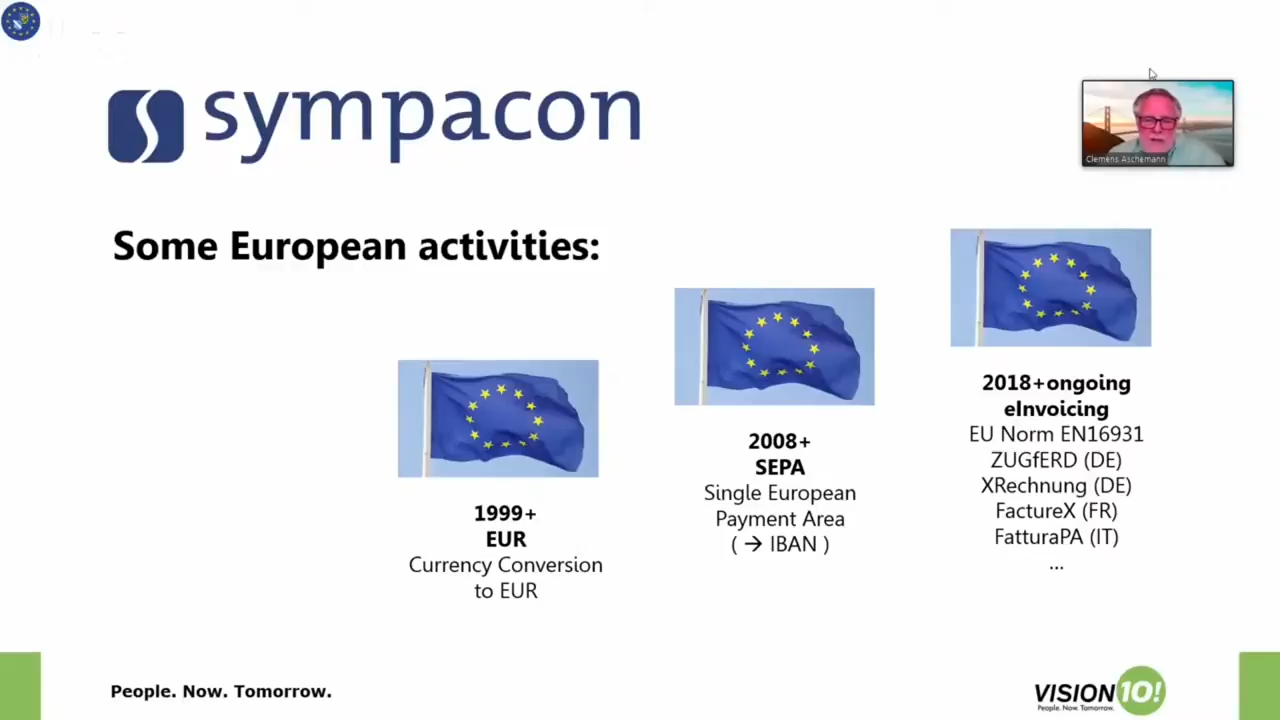 sympacon
Clemens Aschemann
Some European activities:
1999+
EUR
Currency Conversion
to EUR
2008+
SEPA
Single European
Payment Area
( → IBAN )
2018+ongoing
eInvoicing
EU Norm EN16931
ZUGfERD (DE)
XRechnung (DE)
FactureX (FR)
FatturaPA (IT)
...
People. Now. Tomorrow.
VISION10!
People. Now. Tomorrow.